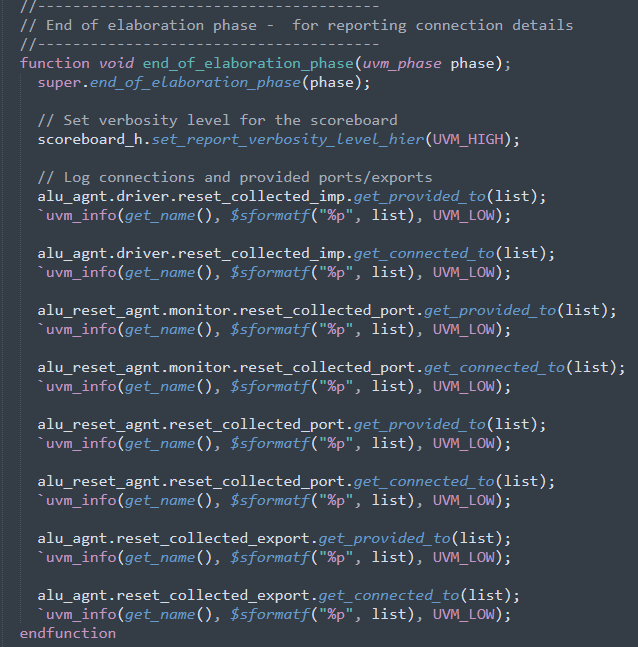 //---------------------------------------
// End of elaboration phase -  for reporting connection details
//---------------------------------------
function void end_of_elaboration_phase(uvm_phase phase);
  super.end_of_elaboration_phase(phase);

  // Set verbosity level for the scoreboard
  scoreboard_h.set_report_verbosity_level_hier(UVM_HIGH);

  // Log connections and provided ports/exports
  alu_agnt.driver.reset_collected_imp.get_provided_to(list);
  `uvm_info(get_name(), $sformatf("%p", list), UVM_LOW);

  alu_agnt.driver.reset_collected_imp.get_connected_to(list);
  `uvm_info(get_name(), $sformatf("%p", list), UVM_LOW);

  alu_reset_agnt.monitor.reset_collected_port.get_provided_to(list);
  `uvm_info(get_name(), $sformatf("%p", list), UVM_LOW);

  alu_reset_agnt.monitor.reset_collected_port.get_connected_to(list);
  `uvm_info(get_name(), $sformatf("%p", list), UVM_LOW);

  alu_reset_agnt.reset_collected_port.get_provided_to(list);
  `uvm_info(get_name(), $sformatf("%p", list), UVM_LOW);

  alu_reset_agnt.reset_collected_port.get_connected_to(list);
  `uvm_info(get_name(), $sformatf("%p", list), UVM_LOW);

  alu_agnt.reset_collected_export.get_provided_to(list);
  `uvm_info(get_name(), $sformatf("%p", list), UVM_LOW);

  alu_agnt.reset_collected_export.get_connected_to(list);
  `uvm_info(get_name(), $sformatf("%p", list), UVM_LOW);
endfunction